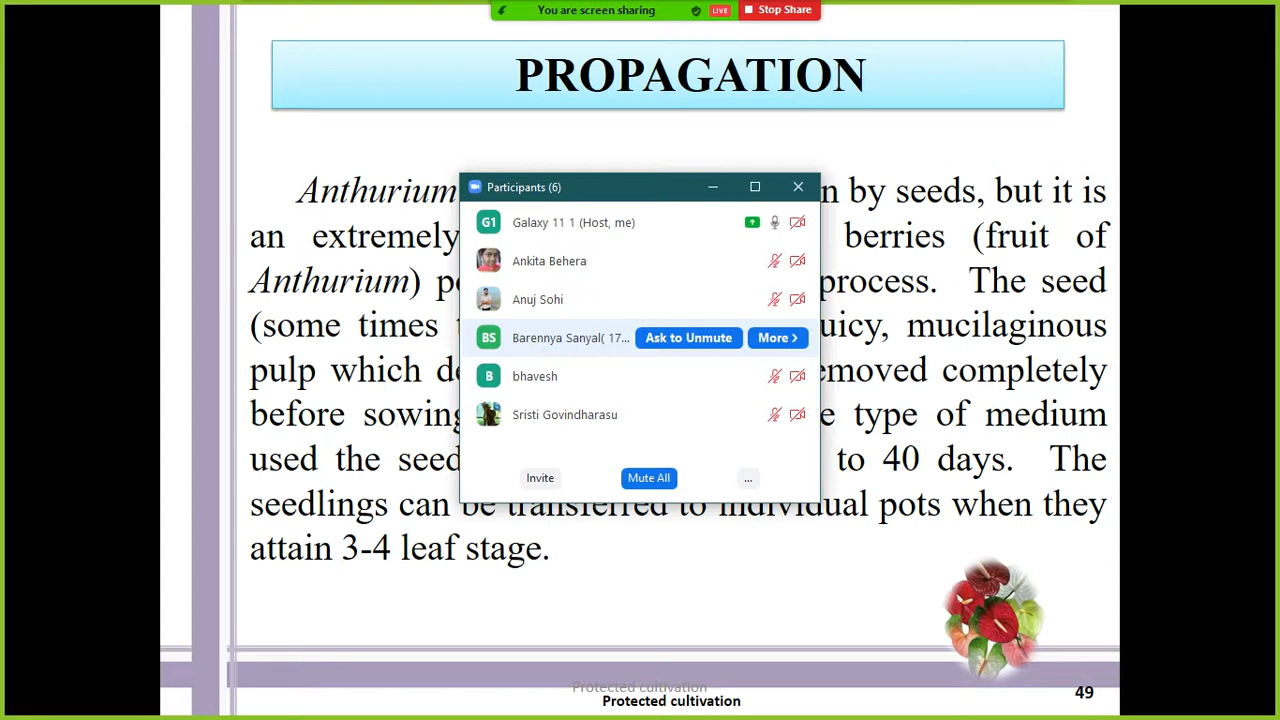 You are screen sharing LIVE Stop Share
PROPAGATION
Participants (6)
G1 Galaxy 11 1 (Host, me)
Ankita Behera
Anuj Sohi
BS Barennya Sanyal( 17... Ask to Unmute More
B bhavesh
Sristi Govindharasu
Invite Mute All ...
Anthurium n by seeds, but it is
an extremely berries (fruit of
Anthurium) process. The seed
(some times uicy, mucilaginous
pulp which emoved completely
before sowing e type of medium
used the seed to 40 days. The
seedlings can be transferred to individual pots when they
attain 3-4 leaf stage.
Protected cultivation
Protected cultivation
49